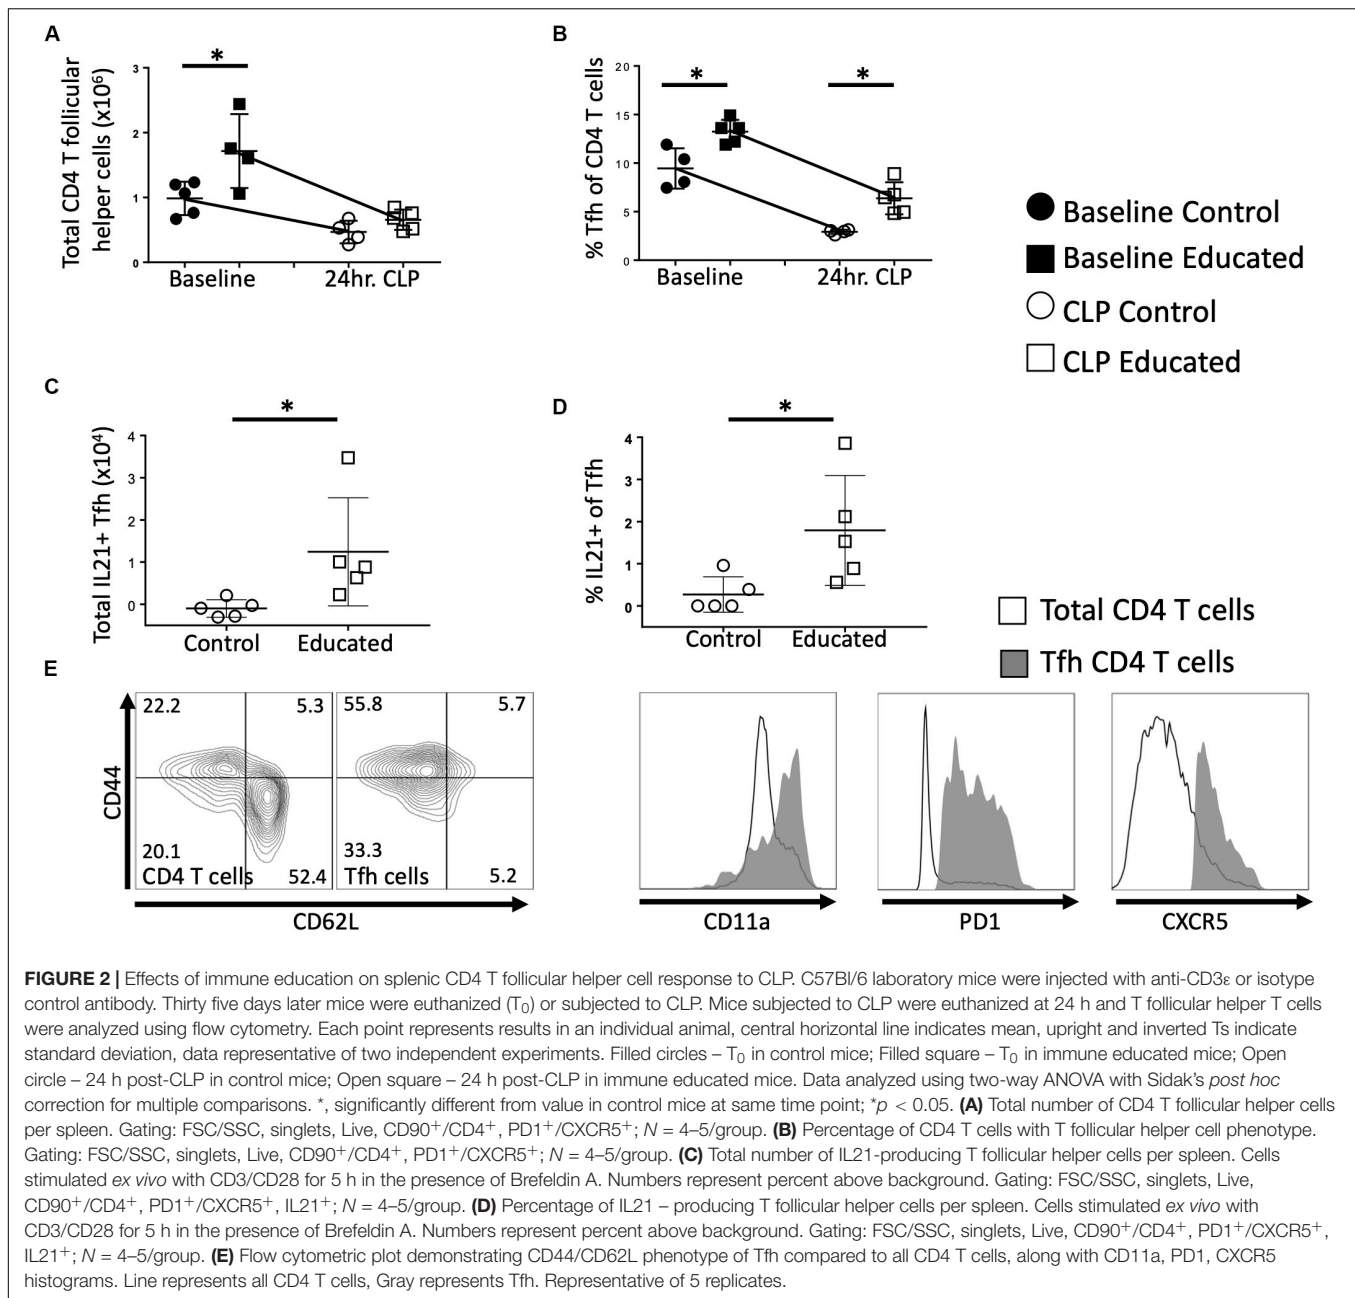 A
*
Total CD4 T follicular
helper cells (x10⁶)
3
2
1
0
Baseline
24hr. CLP
B
*
*
% Tfh of CD4 T cells
20
15
10
5
0
Baseline
24hr. CLP
Baseline Control
Baseline Educated
CLP Control
CLP Educated
C
*
Total IL21+ Tfh (x10⁴)
4
3
2
1
0
Control
Educated
D
*
% IL21+ of Tfh
4
3
2
1
0
Control
Educated
Total CD4 T cells
Tfh CD4 T cells
E
CD44
22.2
5.3
20.1
CD4 T cells
52.4
55.8
5.7
33.3
Tfh cells
5.2
CD62L
CD11a
PD1
CXCR5
FIGURE 2 | Effects of immune education on splenic CD4 T follicular helper cell response to CLP. C57Bl/6 laboratory mice were injected with anti-CD3ε or isotype
control antibody. Thirty five days later mice were euthanized (T₀) or subjected to CLP. Mice subjected to CLP were euthanized at 24 h and T follicular helper T cells
were analyzed using flow cytometry. Each point represents results in an individual animal, central horizontal line indicates mean, upright and inverted Ts indicate
standard deviation, data representative of two independent experiments. Filled circles – T₀ in control mice; Filled square – T₀ in immune educated mice; Open
circle – 24 h post-CLP in control mice; Open square – 24 h post-CLP in immune educated mice. Data analyzed using two-way ANOVA with Sidak's post hoc
correction for multiple comparisons. *, significantly different from value in control mice at same time point; *p < 0.05. (A) Total number of CD4 T follicular helper cells
per spleen. Gating: FSC/SSC, singlets, Live, CD90⁺/CD4⁺, PD1⁺/CXCR5⁺; N = 4–5/group. (B) Percentage of CD4 T cells with T follicular helper cell phenotype.
Gating: FSC/SSC, singlets, Live, CD90⁺/CD4⁺, PD1⁺/CXCR5⁺; N = 4–5/group. (C) Total number of IL21-producing T follicular helper cells per spleen. Cells
stimulated ex vivo with CD3/CD28 for 5 h in the presence of Brefeldin A. Numbers represent percent above background. Gating: FSC/SSC, singlets, Live,
CD90⁺/CD4⁺, PD1⁺/CXCR5⁺, IL21⁺; N = 4–5/group. (D) Percentage of IL21 – producing T follicular helper cells per spleen. Cells stimulated ex vivo with
CD3/CD28 for 5 h in the presence of Brefeldin A. Numbers represent percent above background. Gating: FSC/SSC, singlets, Live, CD90⁺/CD4⁺, PD1⁺/CXCR5⁺,
IL21⁺; N = 4–5/group. (E) Flow cytometric plot demonstrating CD44/CD62L phenotype of Tfh compared to all CD4 T cells, along with CD11a, PD1, CXCR5
histograms. Line represents all CD4 T cells, Gray represents Tfh. Representative of 5 replicates.